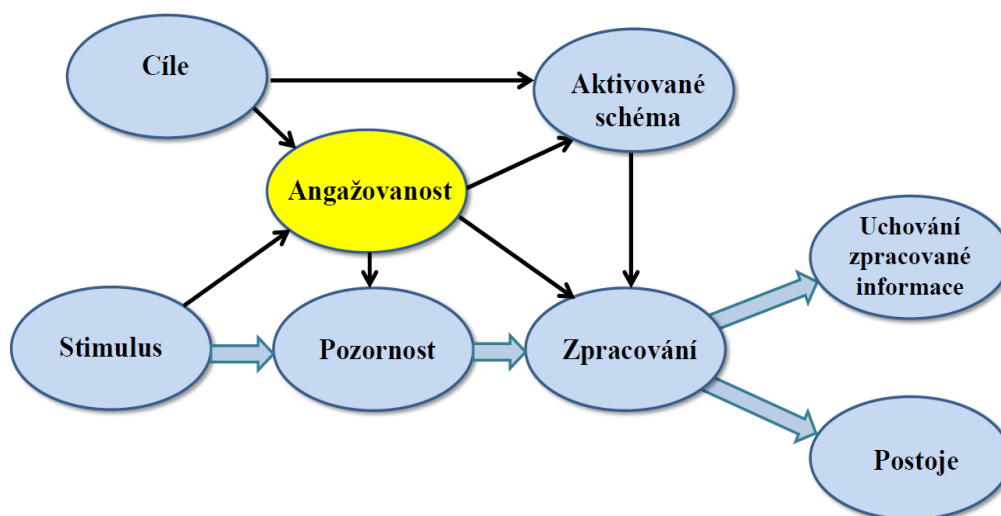 Cíle
Aktivované
schéma
Angažovanost
Uchování
zpracované
informace
Stimulus
Pozornost
Zpracování
Postoje